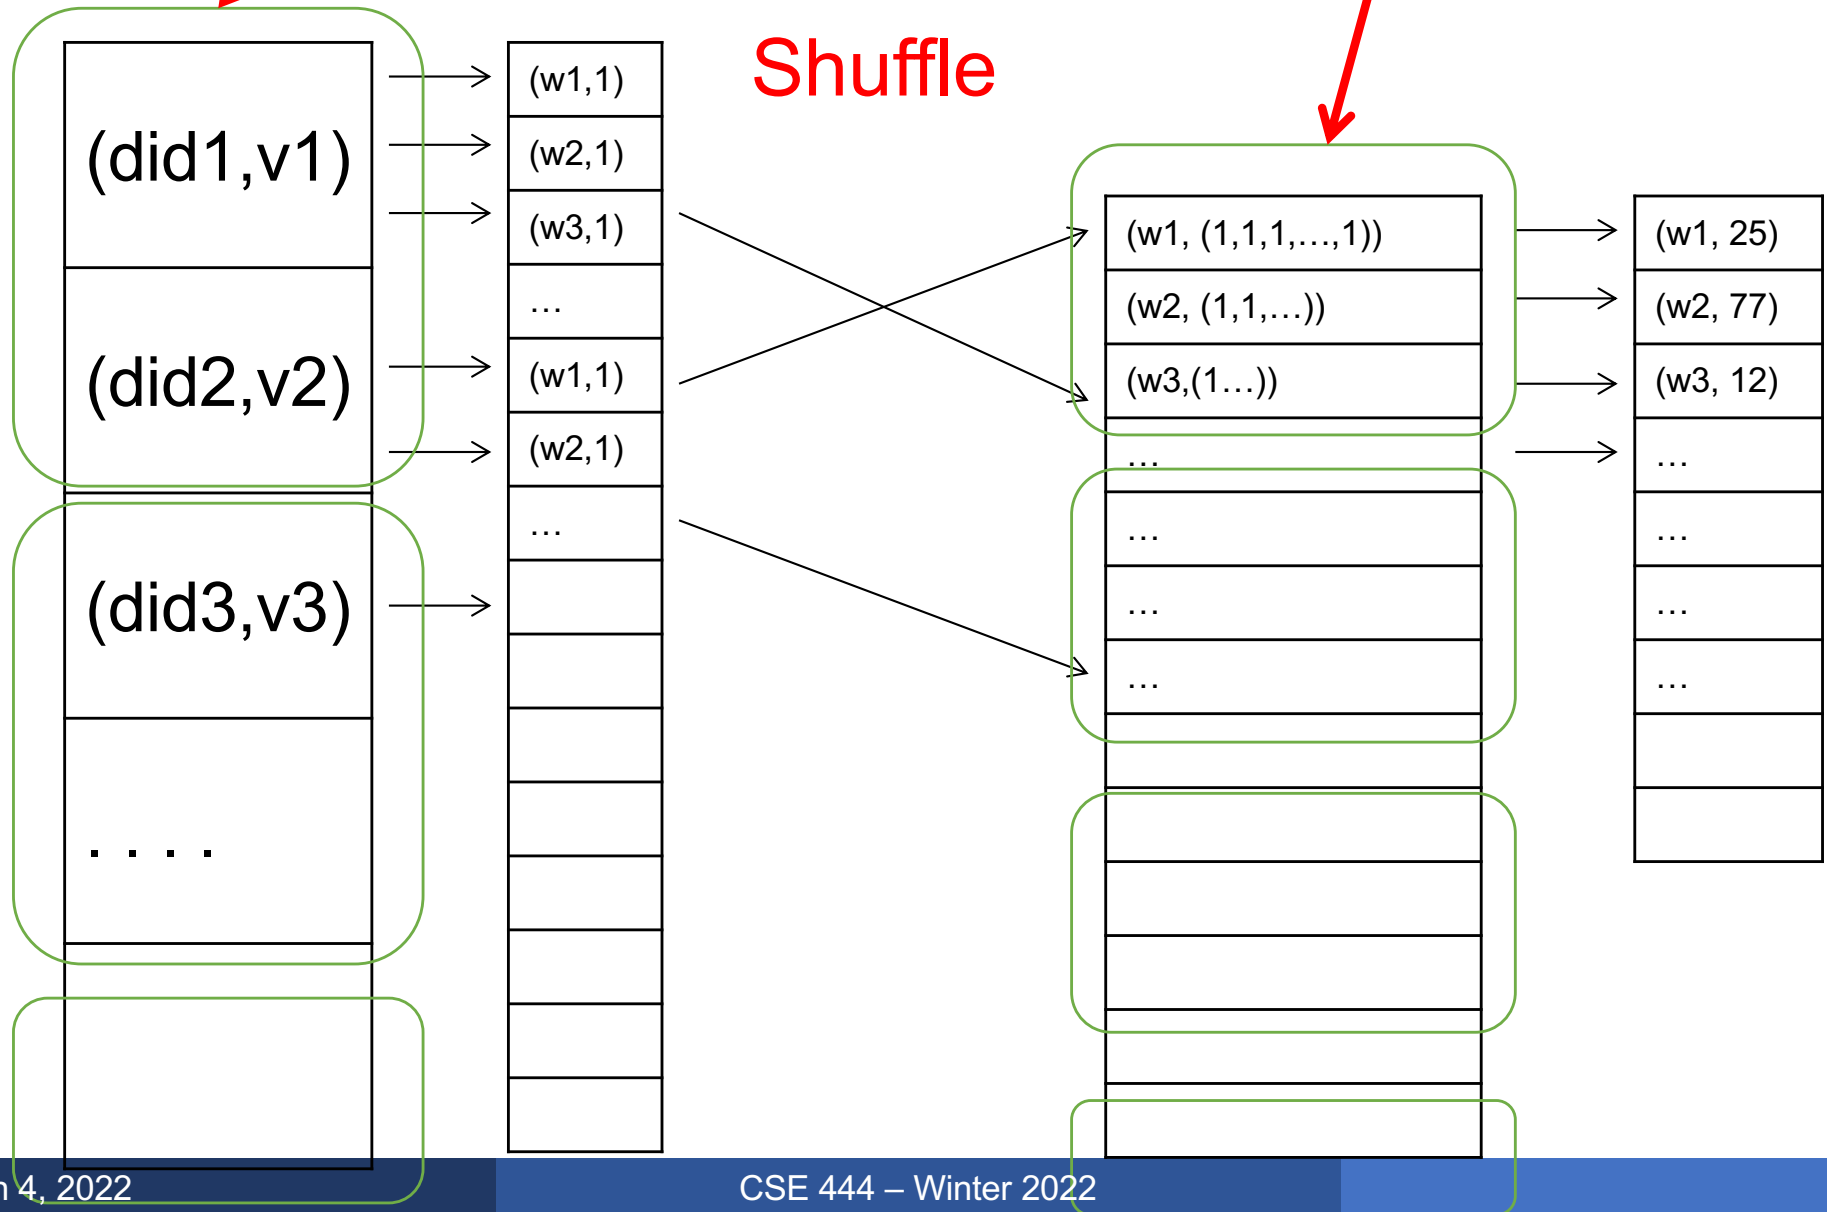 Shuffle
(did1,v1)
(did2,v2)
(did3,v3)
. . . .
(w1,1)
(w2,1)
(w3,1)
…
(w1,1)
(w2,1)
…
(w1, (1,1,1,…,1))
(w2, (1,1,…))
(w3,(1…))
…
…
…
…
(w1, 25)
(w2, 77)
(w3, 12)
…
…
…
…
4, 2022
CSE 444 – Winter 2022